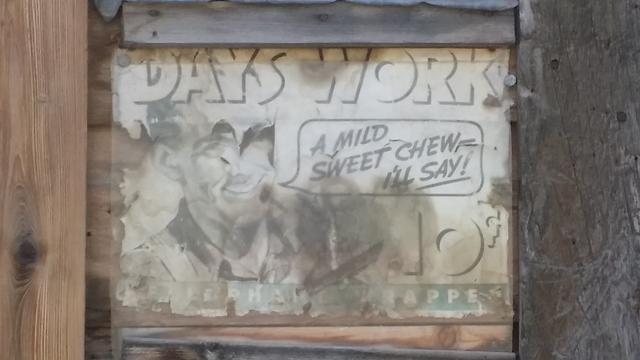 DAYS WORK
A MILD
SWEET CHEW—
I'LL SAY!
10¢